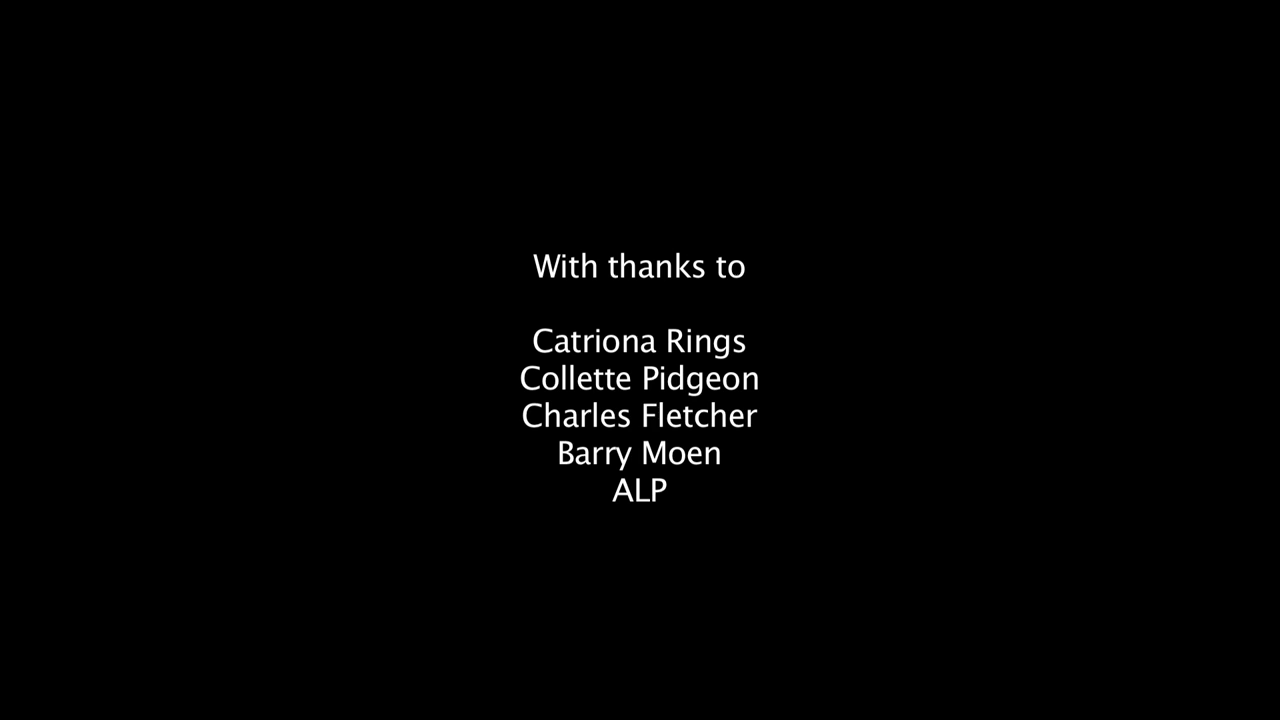 With thanks to
Catriona Rings
Collette Pidgeon
Charles Fletcher
Barry Moen
ALP